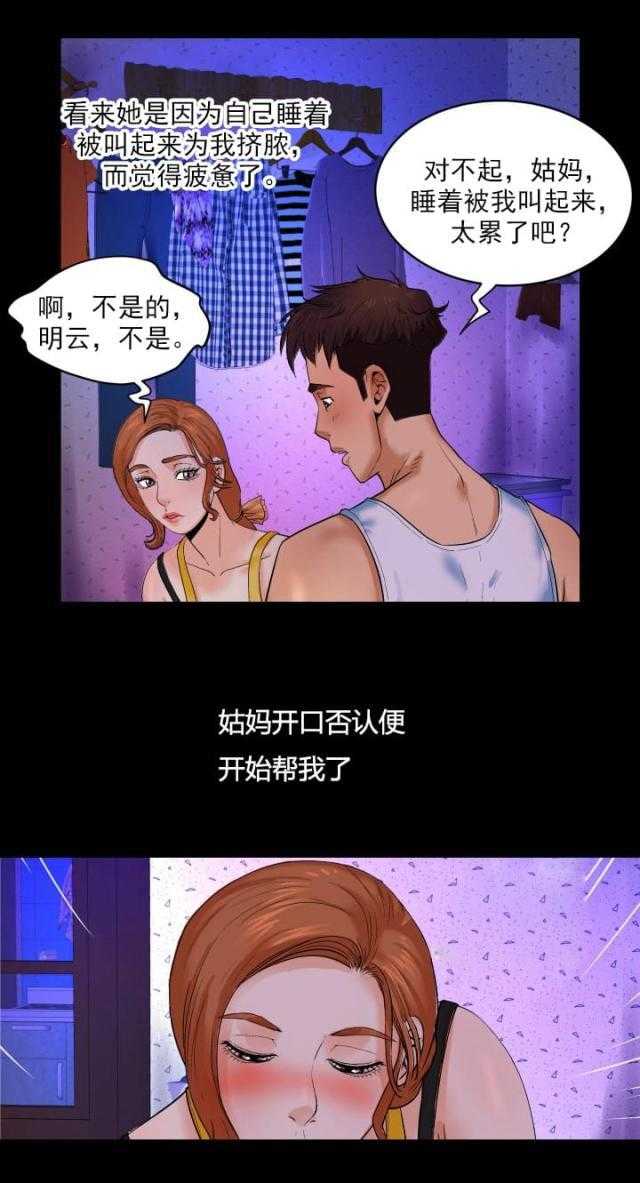 看来她是因为自己睡着
被叫起来为我挤脓，
而觉得疲惫了。
对不起，姑妈，
睡着被我叫起来，
太累了吧？
啊，不是的，
明云，不是。
姑妈开口否认便
开始帮我了